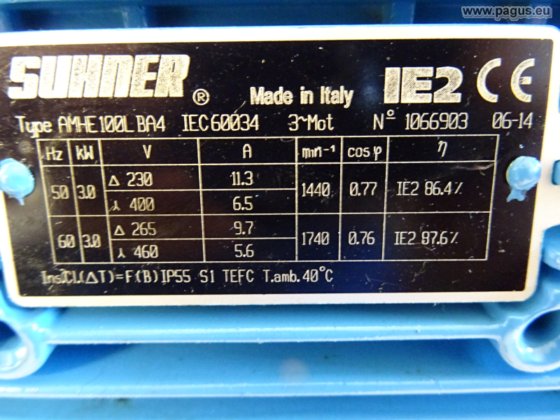 www.pagus.eu
SUHNER ® Made in Italy IE2 CE
Type AMHE100L BA4 IEC60034 3~Mot Nº 1066903 06-14
Hz kW V A min-¹ cos φ η
50 3.0 Δ 230 11.3 1440 0.77 IE2 86.4%
⅄ 400 6.5
60 3.0 Δ 265 9.7 1740 0.76 IE2 87.6%
⅄ 460 5.6
Ins.Cl.(ΔT)=F.(B) IP55 S1 TEFC T.amb.40°C